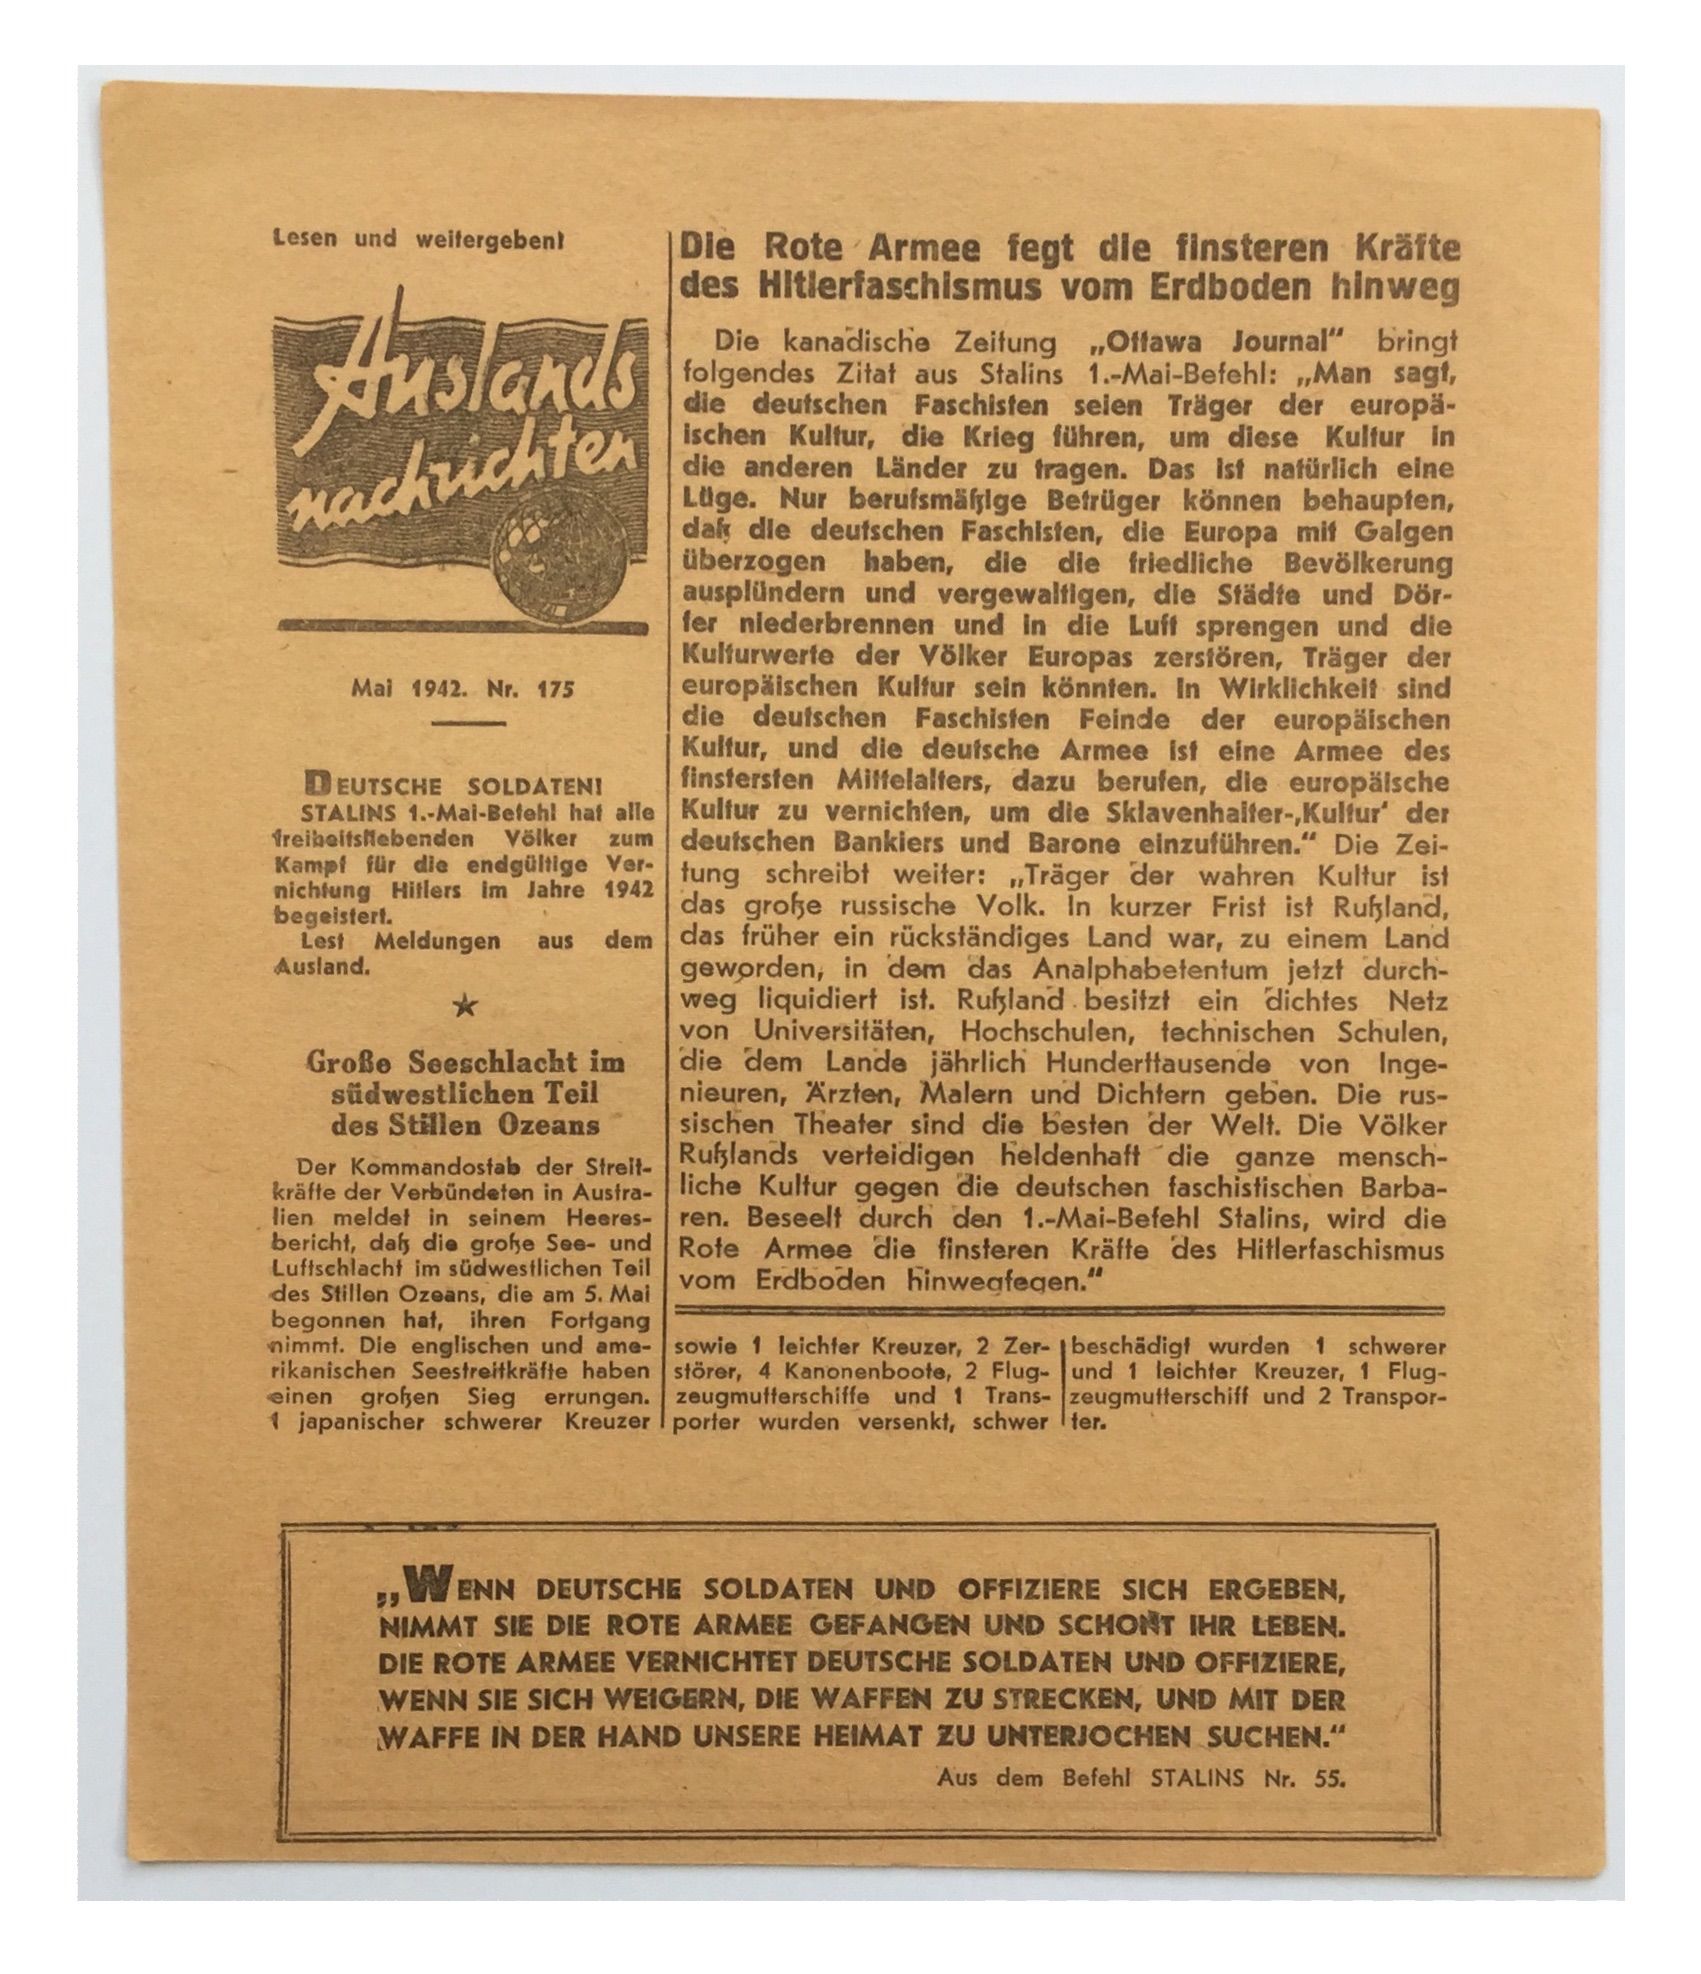 Lesen und weitergeben!
Auslands
nachrichten
Mai 1942. Nr. 175
DEUTSCHE SOLDATEN!
STALINS 1.-Mai-Befehl hat alle
freiheitsliebenden Völker zum
Kampf für die endgültige Ver-
nichtung Hitlers im Jahre 1942
begeistert.
Lest Meldungen aus dem
Ausland.
★
Große Seeschlacht im
südwestlichen Teil
des Stillen Ozeans
Der Kommandostab der Streit-
kräfte der Verbündeten in Austra-
lien meldet in seinem Heeres-
bericht, daß die große See- und
Luftschlacht im südwestlichen Teil
des Stillen Ozeans, die am 5. Mai
begonnen hat, ihren Fortgang
nimmt. Die englischen und ame-
rikanischen Seestreitkräfte haben
einen großen Sieg errungen.
1 japanischer schwerer Kreuzer
sowie 1 leichter Kreuzer, 2 Zer-
störer, 4 Kanonenboote, 2 Flug-
zeugmutterschiffe und 1 Trans-
porter wurden versenkt, schwer
beschädigt wurden 1 schwerer
und 1 leichter Kreuzer, 1 Flug-
zeugmutterschiff und 2 Transpor-
ter.
Die Rote Armee fegt die finsteren Kräfte
des Hitlerfaschismus vom Erdboden hinweg
Die kanadische Zeitung „Ottawa Journal“ bringt
folgendes Zitat aus Stalins 1.-Mai-Befehl: „Man sagt,
die deutschen Faschisten seien Träger der europä-
ischen Kultur, die Krieg führen, um diese Kultur in
die anderen Länder zu tragen. Das ist natürlich eine
Lüge. Nur berufsmäßige Betrüger können behaupten,
daß die deutschen Faschisten, die Europa mit Galgen
überzogen haben, die die friedliche Bevölkerung
ausplündern und vergewaltigen, die Städte und Dör-
fer niederbrennen und in die Luft sprengen und die
Kulturwerte der Völker Europas zerstören, Träger der
europäischen Kultur sein könnten. In Wirklichkeit sind
die deutschen Faschisten Feinde der europäischen
Kultur, und die deutsche Armee ist eine Armee des
finstersten Mittelalters, dazu berufen, die europäische
Kultur zu vernichten, um die Sklavenhalter-‚Kultur‘ der
deutschen Bankiers und Barone einzuführen.“ Die Zei-
tung schreibt weiter: „Träger der wahren Kultur ist
das große russische Volk. In kurzer Frist ist Rußland,
das früher ein rückständiges Land war, zu einem Land
geworden, in dem das Analphabetentum jetzt durch-
weg liquidiert ist. Rußland besitzt ein dichtes Netz
von Universitäten, Hochschulen, technischen Schulen,
die dem Lande jährlich Hunderttausende von Inge-
nieuren, Ärzten, Malern und Dichtern geben. Die rus-
sischen Theater sind die besten der Welt. Die Völker
Rußlands verteidigen heldenhaft die ganze mensch-
liche Kultur gegen die deutschen faschistischen Barba-
ren. Beseelt durch den 1.-Mai-Befehl Stalins, wird die
Rote Armee die finsteren Kräfte des Hitlerfaschismus
vom Erdboden hinwegfegen.“
„WENN DEUTSCHE SOLDATEN UND OFFIZIERE SICH ERGEBEN,
NIMMT SIE DIE ROTE ARMEE GEFANGEN UND SCHONT IHR LEBEN.
DIE ROTE ARMEE VERNICHTET DEUTSCHE SOLDATEN UND OFFIZIERE,
WENN SIE SICH WEIGERN, DIE WAFFEN ZU STRECKEN, UND MIT DER
WAFFE IN DER HAND UNSERE HEIMAT ZU UNTERJOCHEN SUCHEN.“
Aus dem Befehl STALINS Nr. 55.